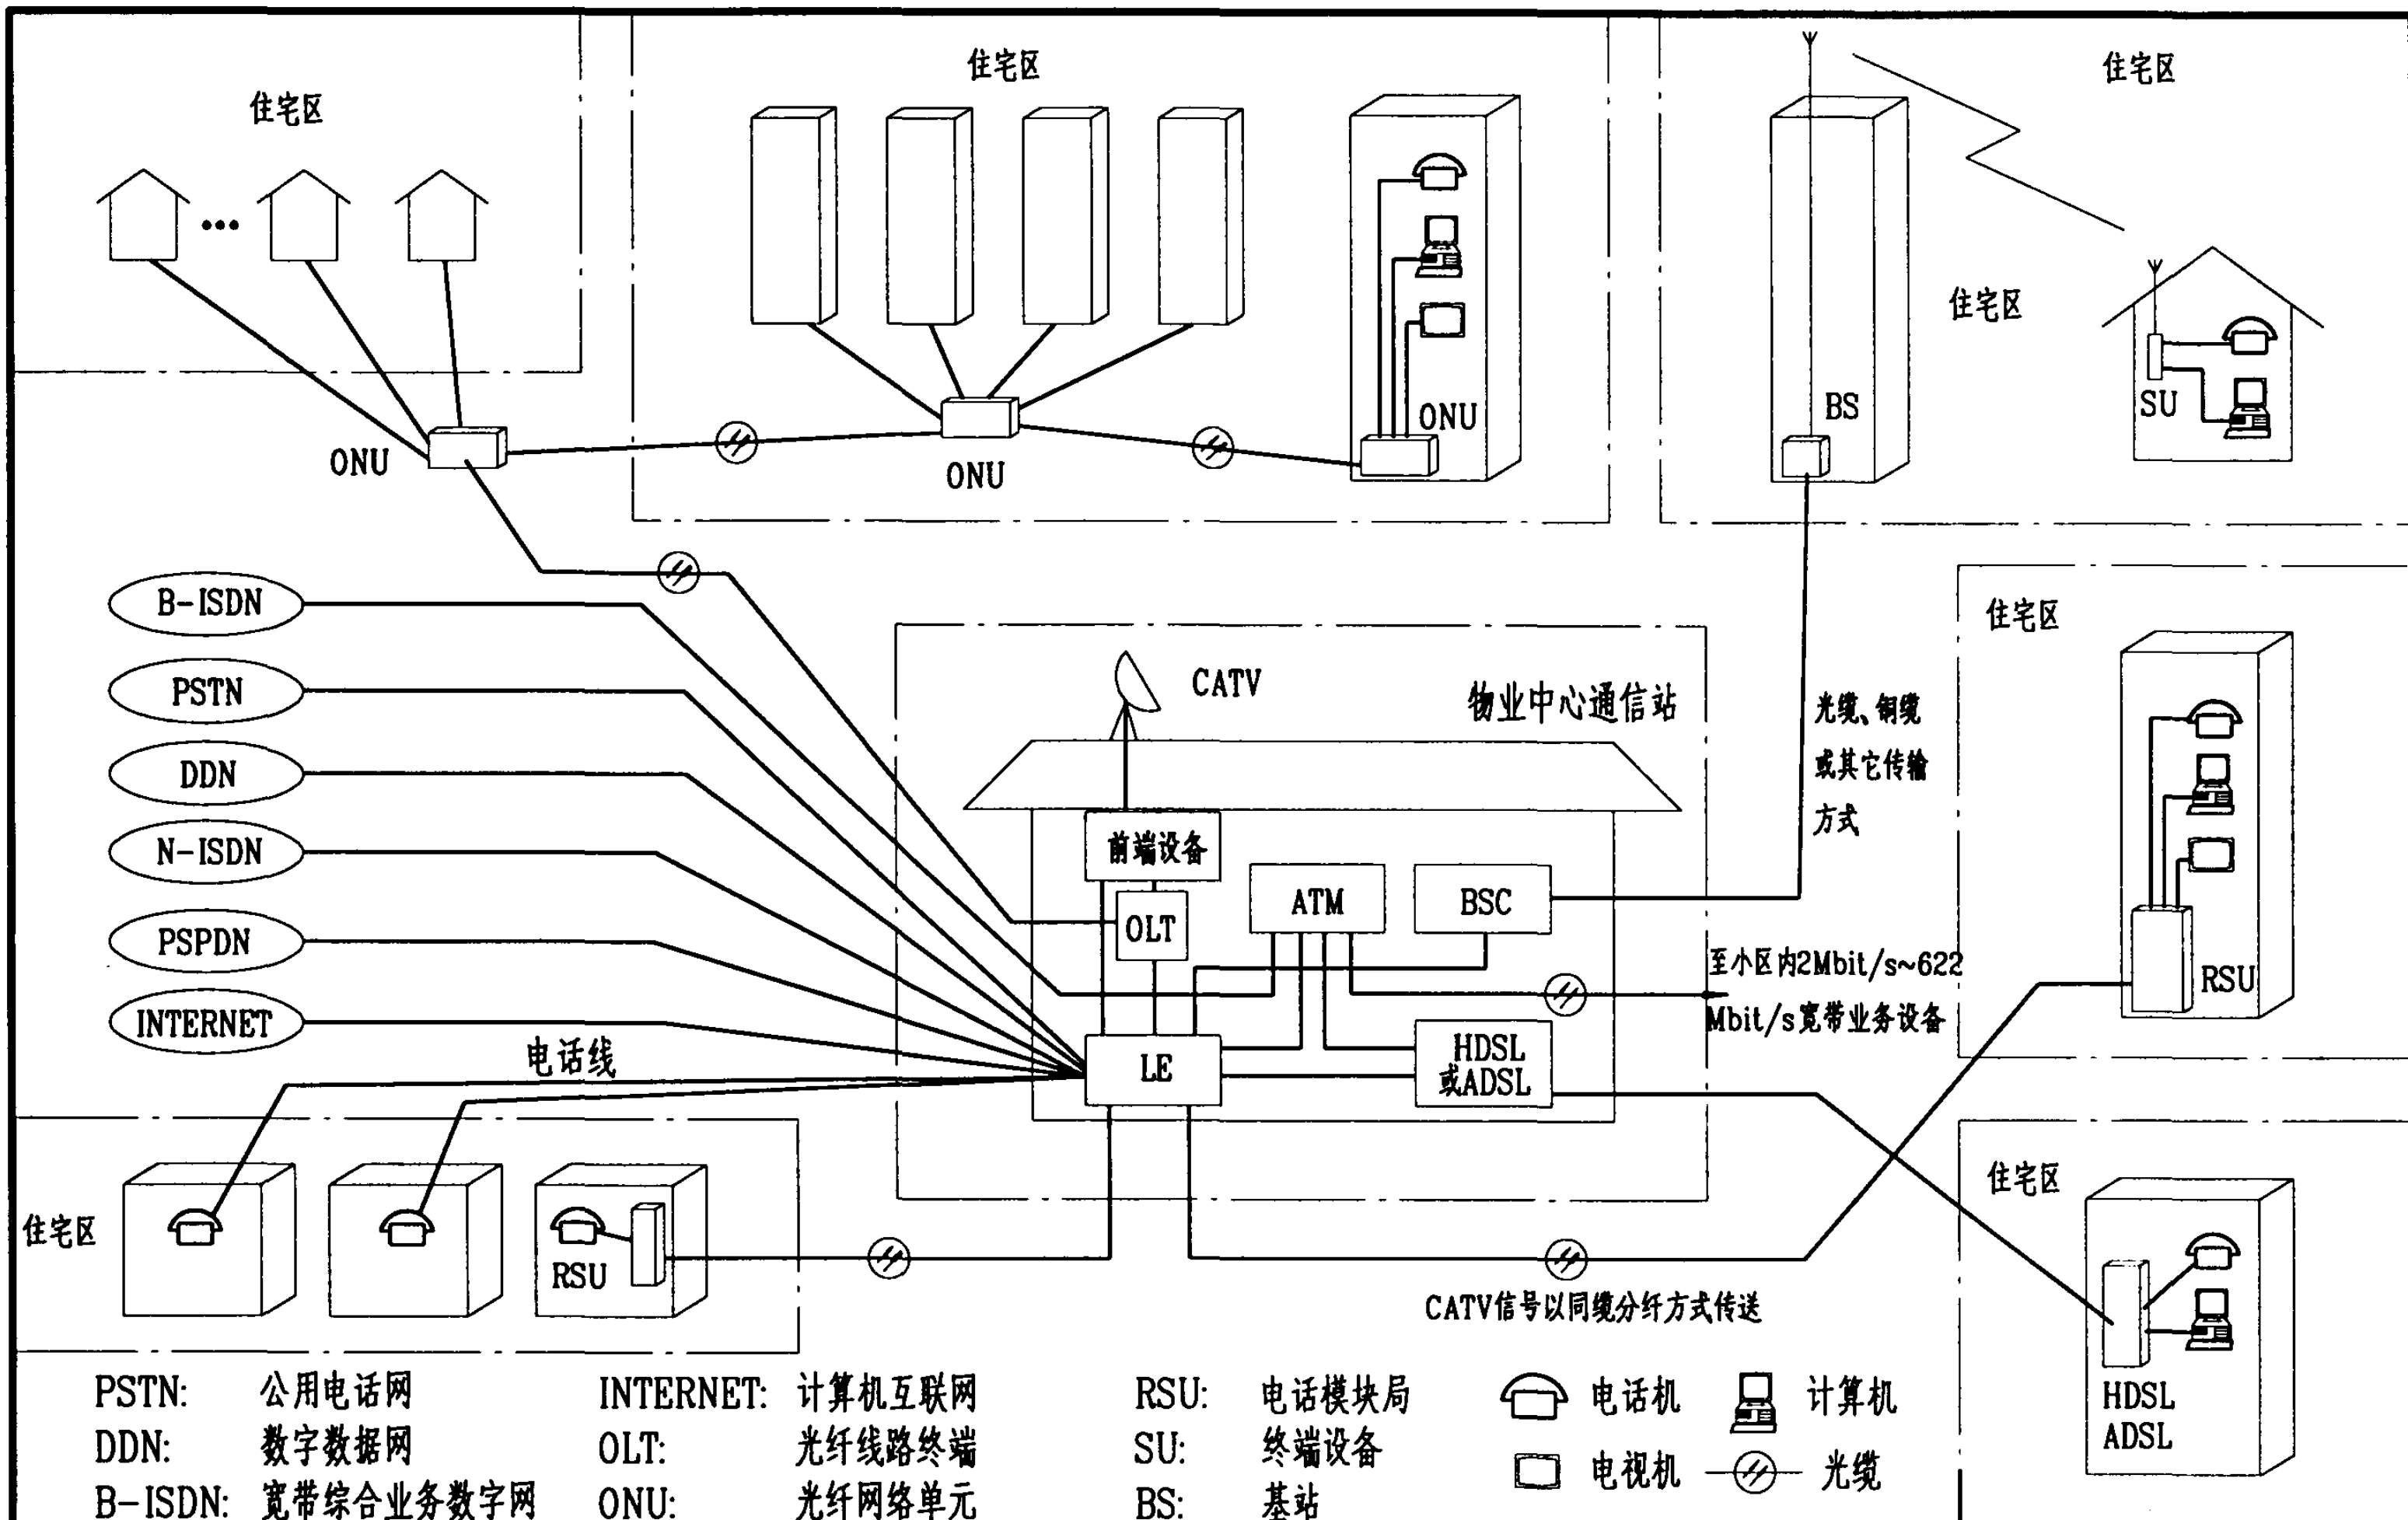 住宅区
住宅区
住宅区
住宅区
ONU
ONU
ONU
BS
SU
B-ISDN
PSTN
DDN
N-ISDN
PSPDN
INTERNET
电话线
CATV
物业中心通信站
前端设备
OLT
ATM
BSC
LE
HDSL
或ADSL
光缆、铜缆
或其它传输
方式
至小区内2Mbit/s~622
Mbit/s宽带业务设备
住宅区
RSU
住宅区
RSU
CATV信号以同缆分纤方式传送
住宅区
HDSL
ADSL
PSTN: 公用电话网 INTERNET: 计算机互联网 RSU: 电话模块局 电话机 计算机
DDN: 数字数据网 OLT: 光纤线路终端 SU: 终端设备 电视机 光缆
B-ISDN: 宽带综合业务数字网 ONU: 光纤网络单元 BS: 基站